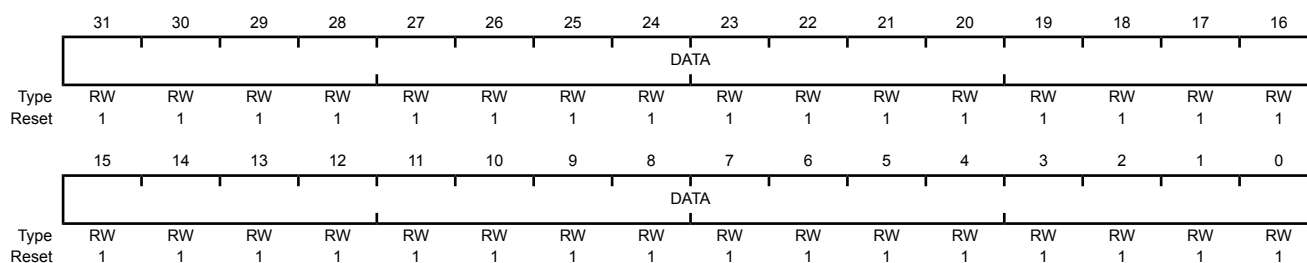 31 30 29 28 27 26 25 24 23 22 21 20 19 18 17 16
DATA
Type RW RW RW RW RW RW RW RW RW RW RW RW RW RW RW RW
Reset 1 1 1 1 1 1 1 1 1 1 1 1 1 1 1 1
15 14 13 12 11 10 9 8 7 6 5 4 3 2 1 0
DATA
Type RW RW RW RW RW RW RW RW RW RW RW RW RW RW RW RW
Reset 1 1 1 1 1 1 1 1 1 1 1 1 1 1 1 1